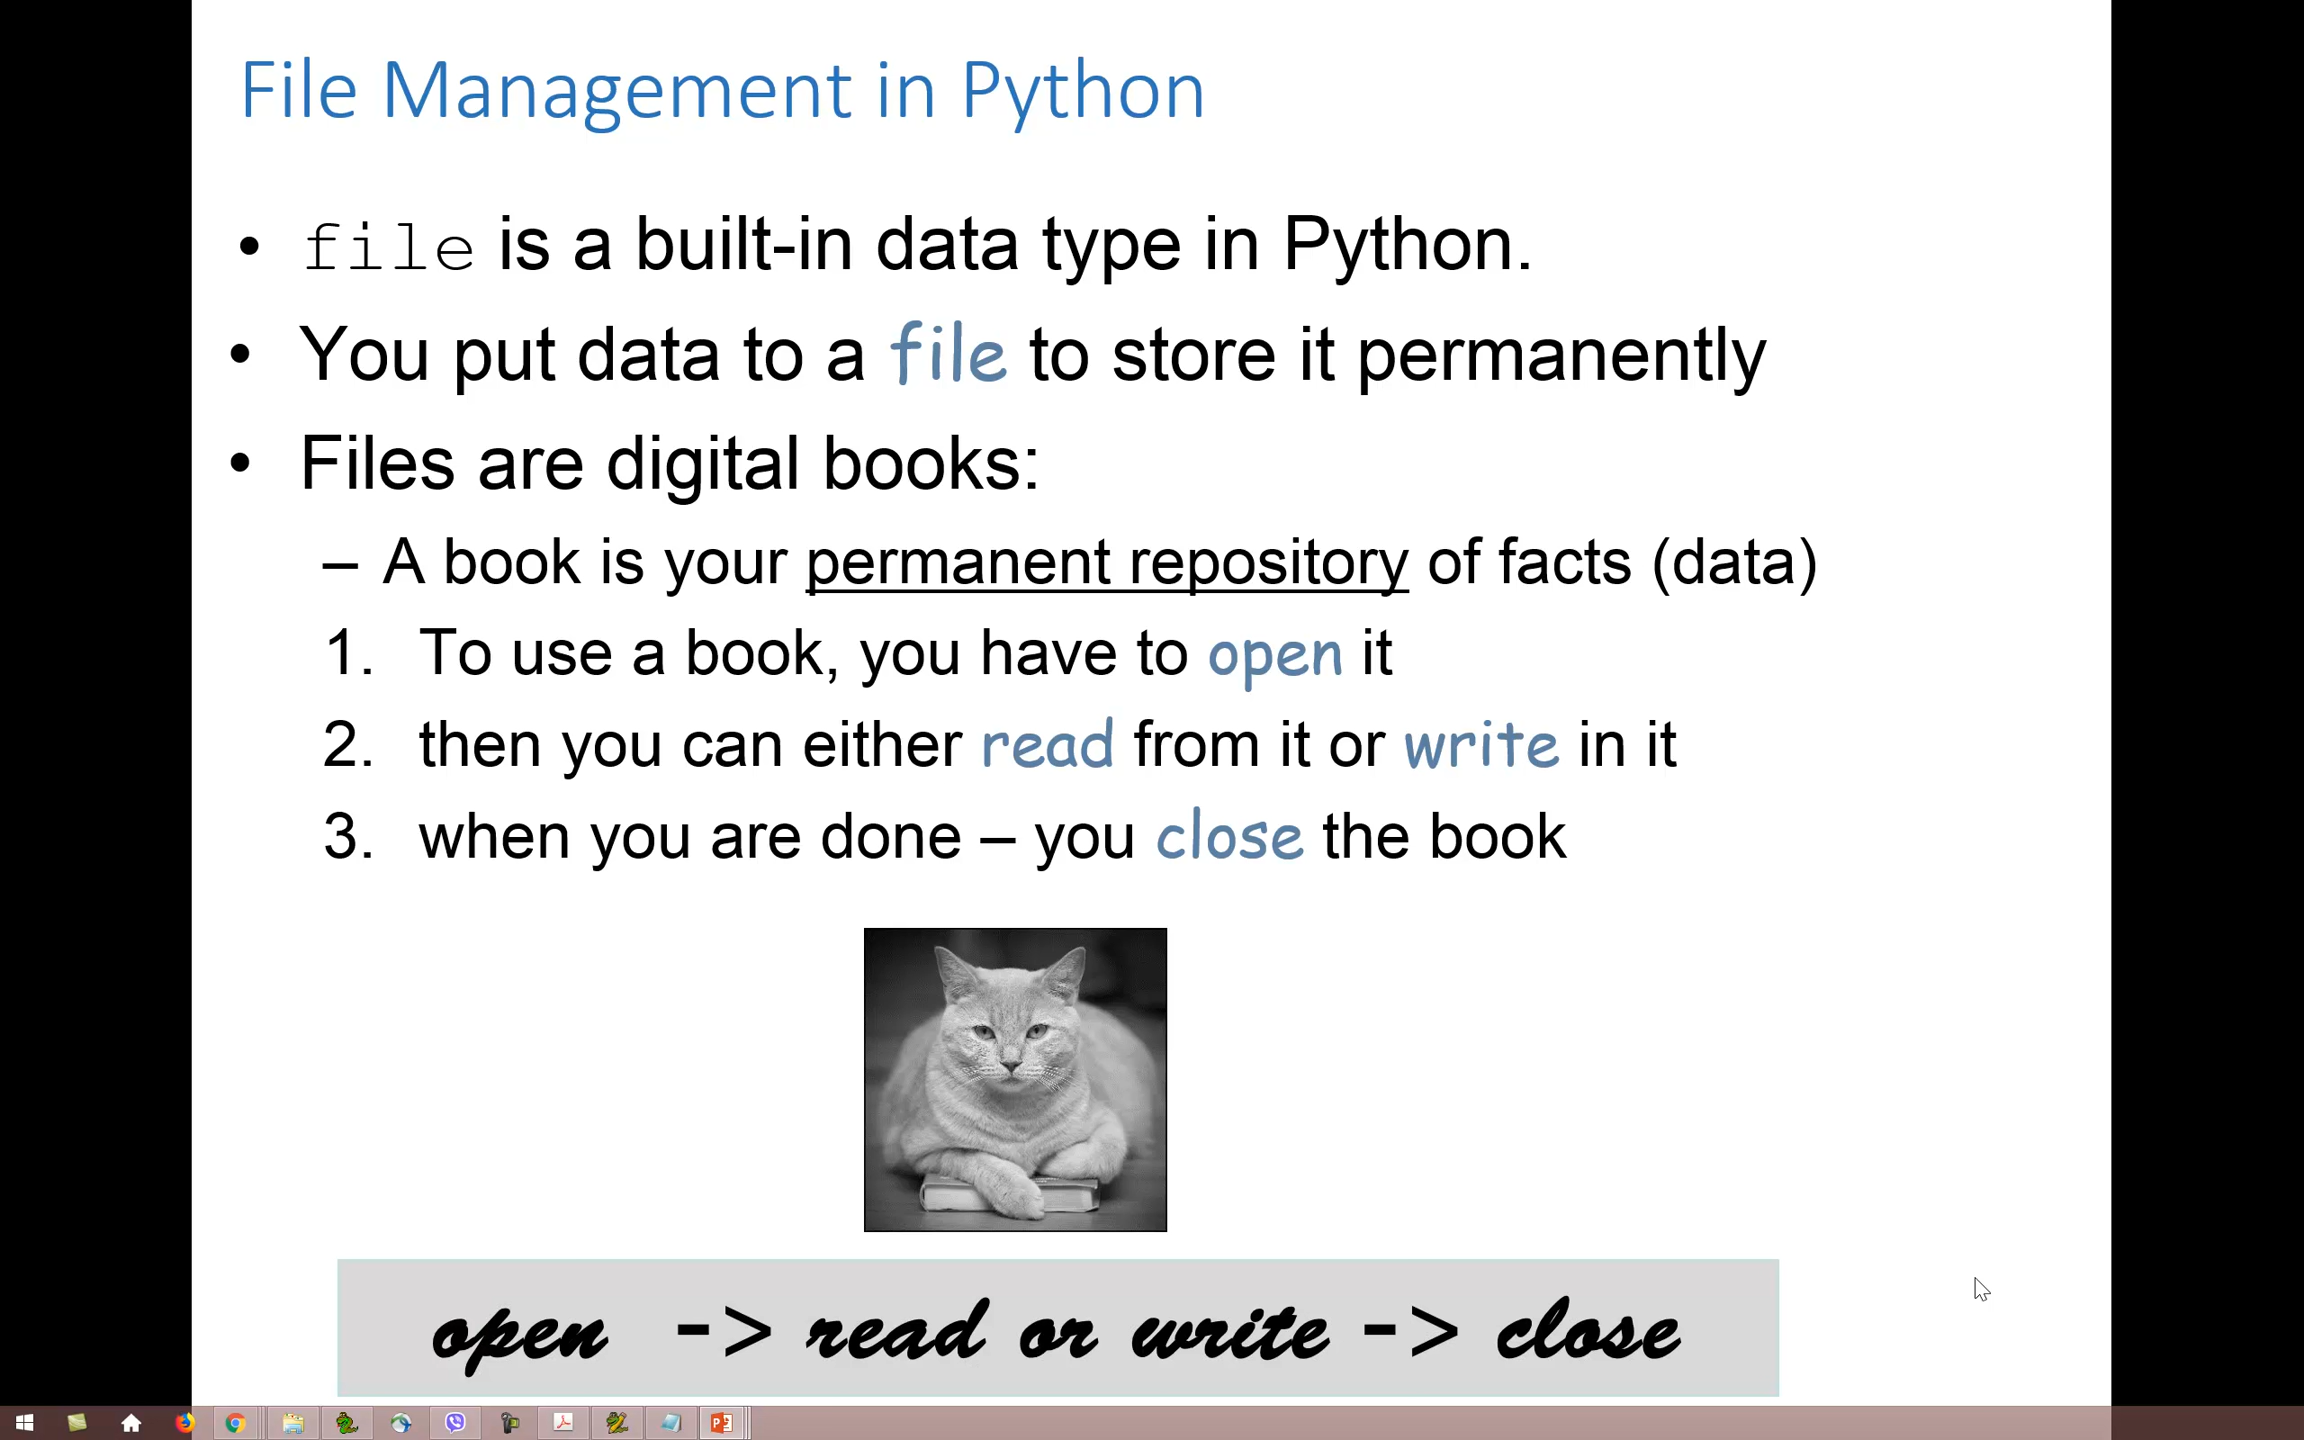 File Management in Python
• file is a built-in data type in Python.
• You put data to a file to store it permanently
• Files are digital books:
– A book is your permanent repository of facts (data)
1. To use a book, you have to open it
2. then you can either read from it or write in it
3. when you are done – you close the book
open -> read or write -> close